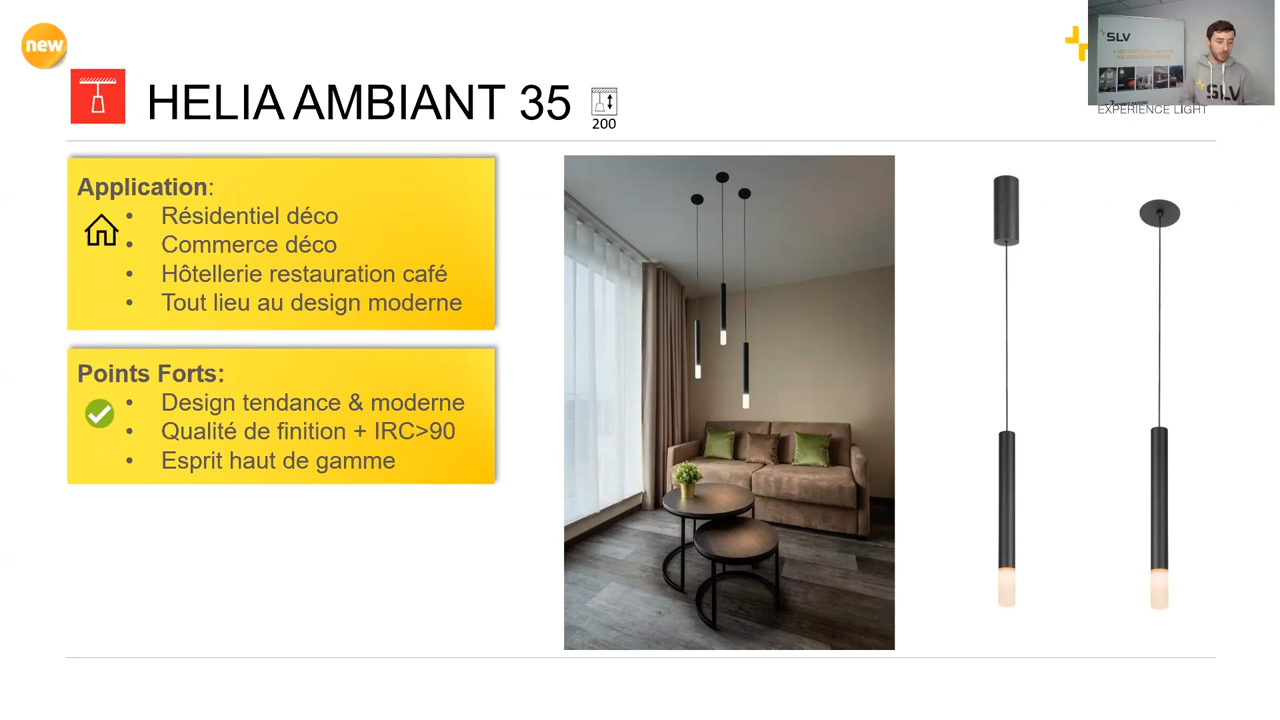 new
HELIA AMBIANT 35
200
SLV
SLV
EXPERIENCE LIGHT
Application:
• Résidentiel déco
• Commerce déco
• Hôtellerie restauration café
• Tout lieu au design moderne
Points Forts:
• Design tendance & moderne
• Qualité de finition + IRC>90
• Esprit haut de gamme